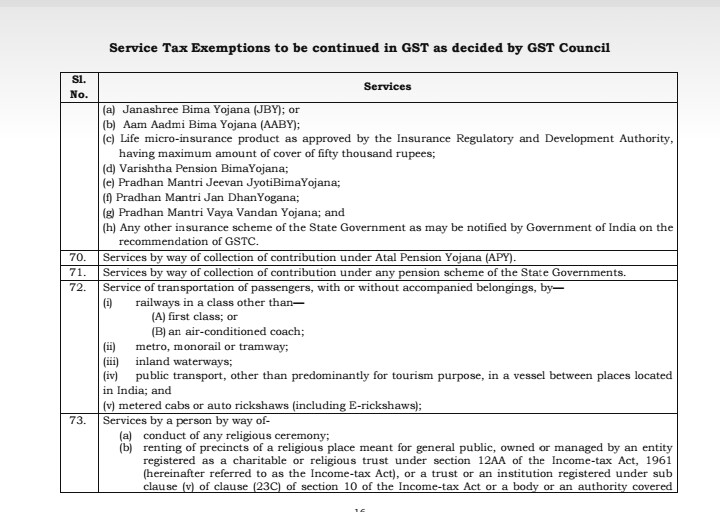 Service Tax Exemptions to be continued in GST as decided by GST Council
Sl. No.
Services
(a) Janashree Bima Yojana (JBY); or
(b) Aam Aadmi Bima Yojana (AABY);
(c) Life micro-insurance product as approved by the Insurance Regulatory and Development Authority,
having maximum amount of cover of fifty thousand rupees;
(d) Varishtha Pension BimaYojana;
(e) Pradhan Mantri Jeevan JyotiBimaYojana;
(f) Pradhan Mantri Jan DhanYogana;
(g) Pradhan Mantri Vaya Vandan Yojana; and
(h) Any other insurance scheme of the State Government as may be notified by Government of India on the
recommendation of GSTC.
70. Services by way of collection of contribution under Atal Pension Yojana (APY).
71. Services by way of collection of contribution under any pension scheme of the State Governments.
72. Service of transportation of passengers, with or without accompanied belongings, by—
(i) railways in a class other than—
(A) first class; or
(B) an air-conditioned coach;
(ii) metro, monorail or tramway;
(iii) inland waterways;
(iv) public transport, other than predominantly for tourism purpose, in a vessel between places located
in India; and
(v) metered cabs or auto rickshaws (including E-rickshaws);
73. Services by a person by way of-
(a) conduct of any religious ceremony;
(b) renting of precincts of a religious place meant for general public, owned or managed by an entity
registered as a charitable or religious trust under section 12AA of the Income-tax Act, 1961
(hereinafter referred to as the Income-tax Act), or a trust or an institution registered under sub
clause (v) of clause (23C) of section 10 of the Income-tax Act or a body or an authority covered